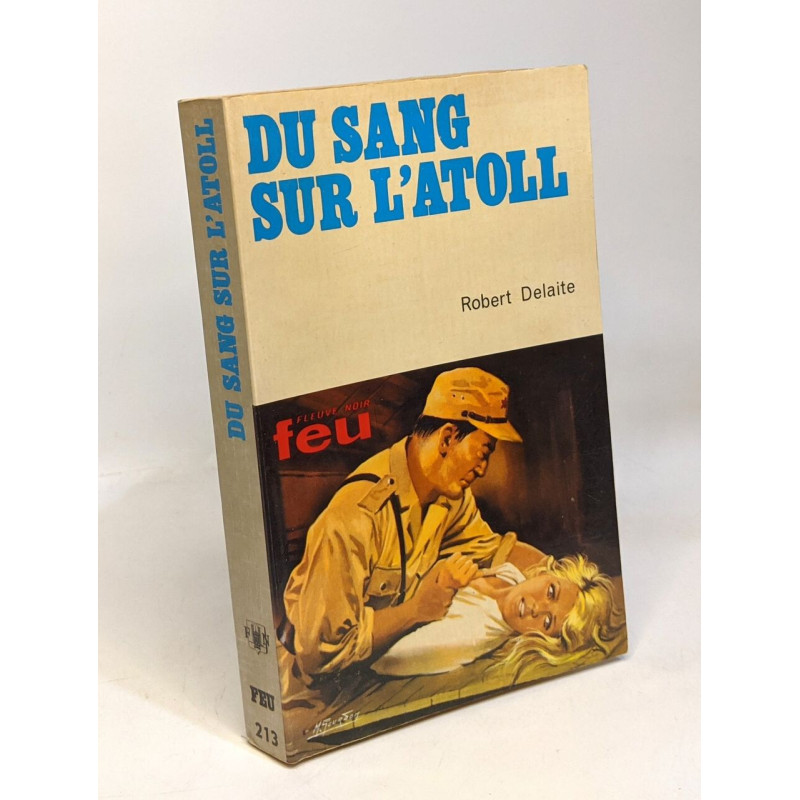 DU SANG
SUR L'ATOLL
Robert Delaite
FLEUVE NOIR
feu
DU SANG SUR L'ATOLL
FEU
213